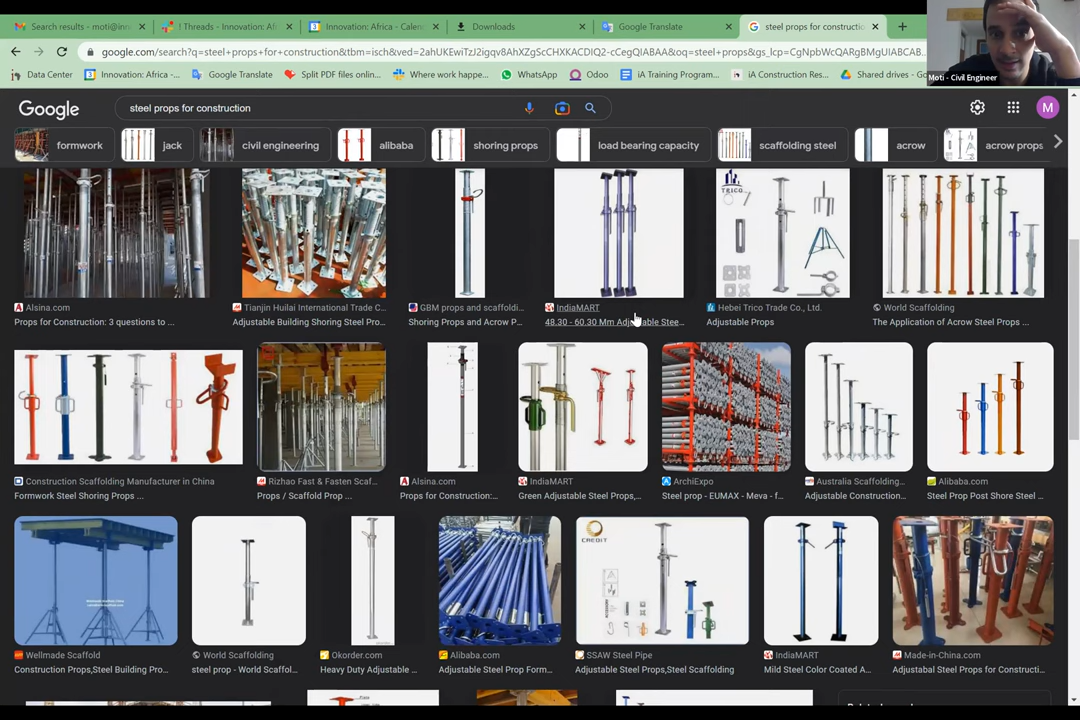 Search results - moti@inn
! Threads - Innovation: Afr
Innovation: Africa - Calen
Downloads
Google Translate
steel props for constructio
google.com/search?q=steel+props+for+construction&tbm=isch&ved=2ahUKEwiTzJ2igqv8AhXZgScCHXKACDIQ2-cCegQIABAA&oq=steel+props&gs_lcp=CgNpbWcQARgBMgUIABCAB...
Data Center
Innovation: Africa -...
Google Translate
Split PDF files onlin...
Where work happe...
WhatsApp
Odoo
iA Training Program...
iA Construction Res...
Shared drives - Go
Moti - Civil Engineer
Google
steel props for construction
M
formwork
jack
civil engineering
alibaba
shoring props
load bearing capacity
scaffolding steel
acrow
acrow props
TRICO
Alsina.com
Props for Construction: 3 questions to ...
Tianjin Huilai International Trade C...
Adjustable Building Shoring Steel Pro...
GBM props and scaffoldi...
Shoring Props and Acrow P...
IndiaMART
48.30 - 60.30 Mm Adjustable Stee...
Hebei Trico Trade Co., Ltd.
Adjustable Props
World Scaffolding
The Application of Acrow Steel Props ...
Construction Scaffolding Manufacturer in China
Formwork Steel Shoring Props ...
Rizhao Fast & Fasten Scaf...
Props / Scaffold Prop ...
Alsina.com
Props for Construction:...
IndiaMART
Green Adjustable Steel Props,...
ArchiExpo
Steel prop - EUMAX - Meva - f...
Australia Scaffolding...
Adjustable Construction...
Alibaba.com
Steel Prop Post Shore Steel ...
CREDIT
Wellmade Scaffold
Construction Props,Steel Building Pro...
World Scaffolding
steel prop - World Scaffol...
Okorder.com
Heavy Duty Adjustable ...
Alibaba.com
Adjustable Steel Prop Form...
SSAW Steel Pipe
Adjustable Steel Props,Steel Scaffolding
IndiaMART
Mild Steel Color Coated A...
Made-in-China.com
Adjustabal Steel Props for Constructi...